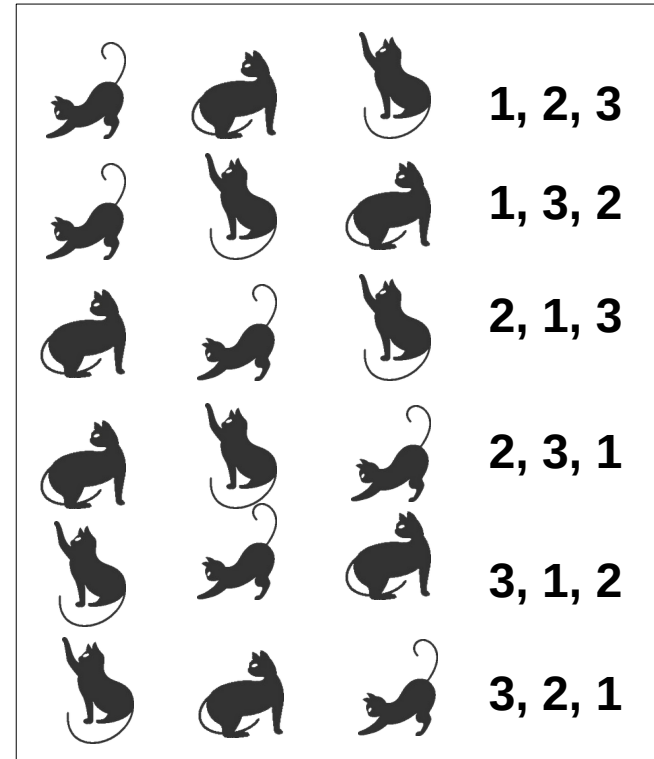 1, 2, 3
1, 3, 2
2, 1, 3
2, 3, 1
3, 1, 2
3, 2, 1